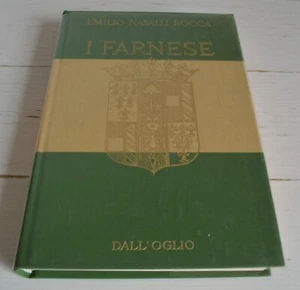 EMILIO NASALLI ROCCA
I FARNESE
DALL'OGLIO